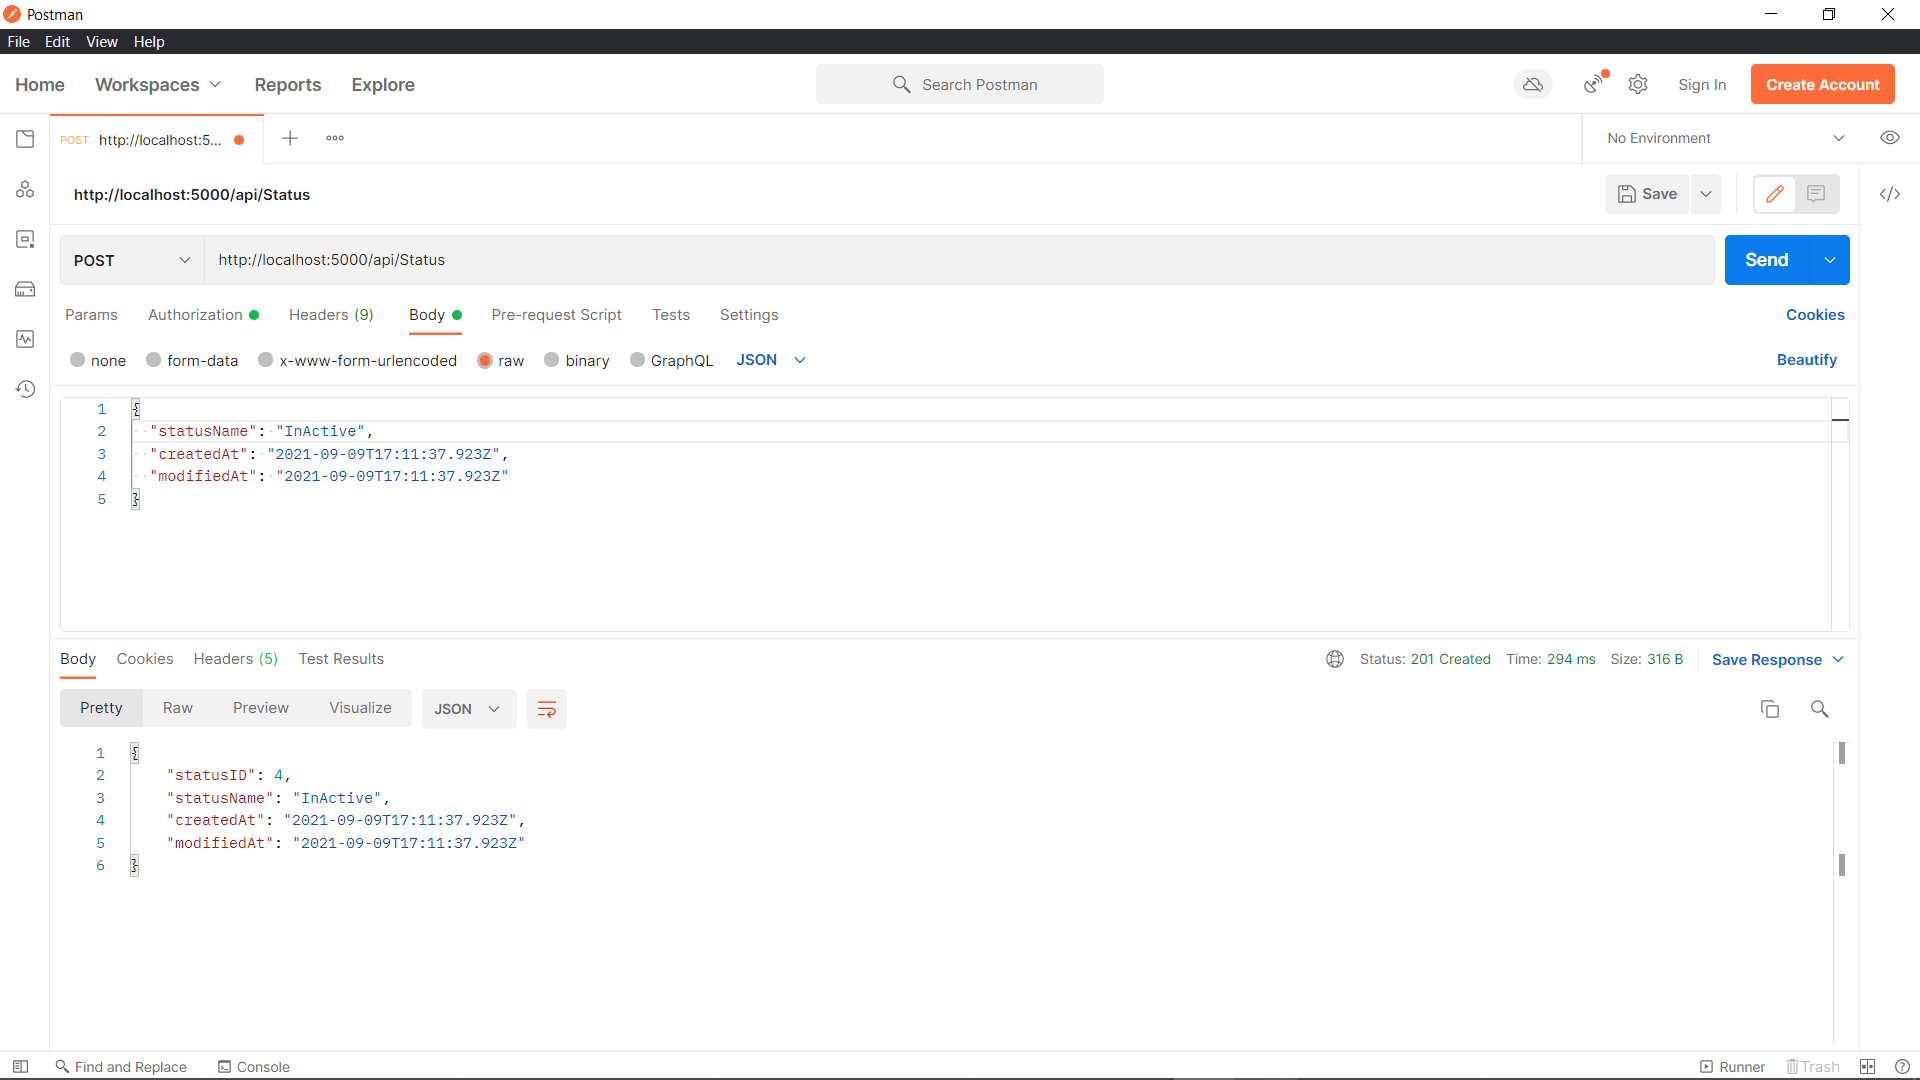 Postman
File Edit View Help
Home Workspaces Reports Explore Search Postman Sign In Create Account
POST http://localhost:5... No Environment
http://localhost:5000/api/Status Save
POST http://localhost:5000/api/Status Send
Params Authorization Headers (9) Body Pre-request Script Tests Settings Cookies
none form-data x-www-form-urlencoded raw binary GraphQL JSON Beautify
1 {
2 "statusName": "InActive",
3 "createdAt": "2021-09-09T17:11:37.923Z",
4 "modifiedAt": "2021-09-09T17:11:37.923Z"
5 }
Body Cookies Headers (5) Test Results Status: 201 Created Time: 294 ms Size: 316 B Save Response
Pretty Raw Preview Visualize JSON
1 {
2 "statusID": 4,
3 "statusName": "InActive",
4 "createdAt": "2021-09-09T17:11:37.923Z",
5 "modifiedAt": "2021-09-09T17:11:37.923Z"
6 }
Find and Replace Console Runner Trash